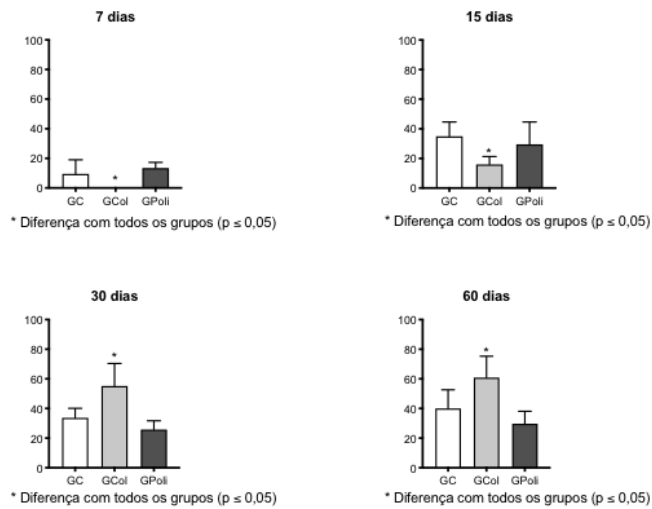 7 dias
100
80
60
40
20
0
*
GC GCol GPoli
* Diferença com todos os grupos (p ≤ 0,05)
15 dias
100
80
60
40
20
0
*
GC GCol GPoli
* Diferença com todos os grupos (p ≤ 0,05)
30 dias
100
80
60
40
20
0
*
GC GCol GPoli
* Diferença com todos os grupos (p ≤ 0,05)
60 dias
100
80
60
40
20
0
*
GC GCol GPoli
* Diferença com todos os grupos (p ≤ 0,05)